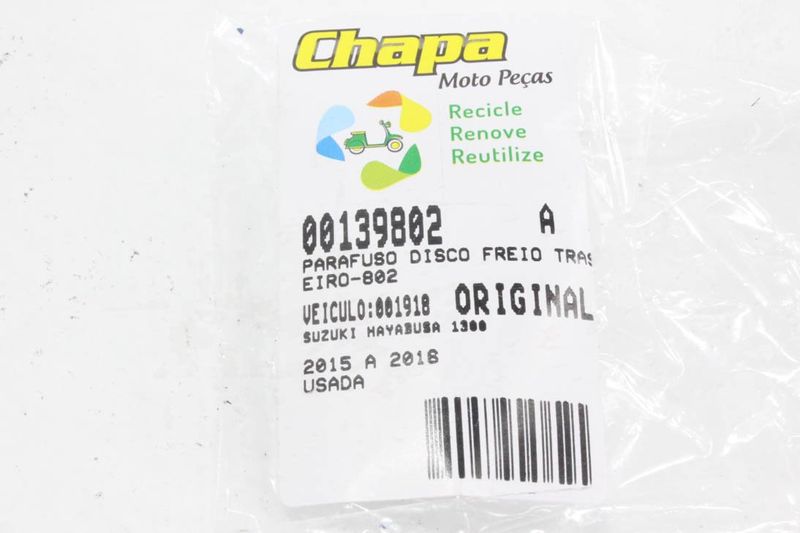 Chapa
Moto Peças
Recicle
Renove
Reutilize
00139802 A
PARAFUSO DISCO FREIO TRAS
EIRO-802
VEICULO:001918 ORIGINAL
SUZUKI HAYABUSA 1300
2015 A 2016
USADA